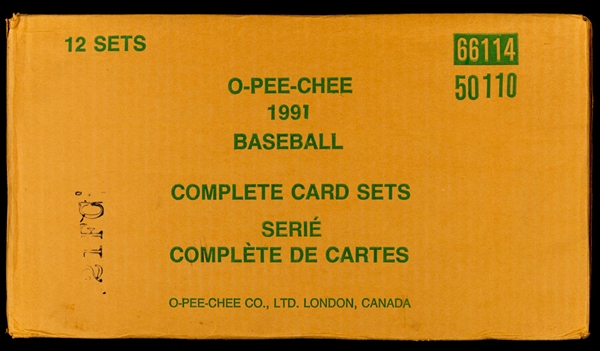 12 SETS
66114
50110
O-PEE-CHEE
1991
BASEBALL
COMPLETE CARD SETS
SERIÉ
COMPLÈTE DE CARTES
O-PEE-CHEE CO., LTD. LONDON, CANADA